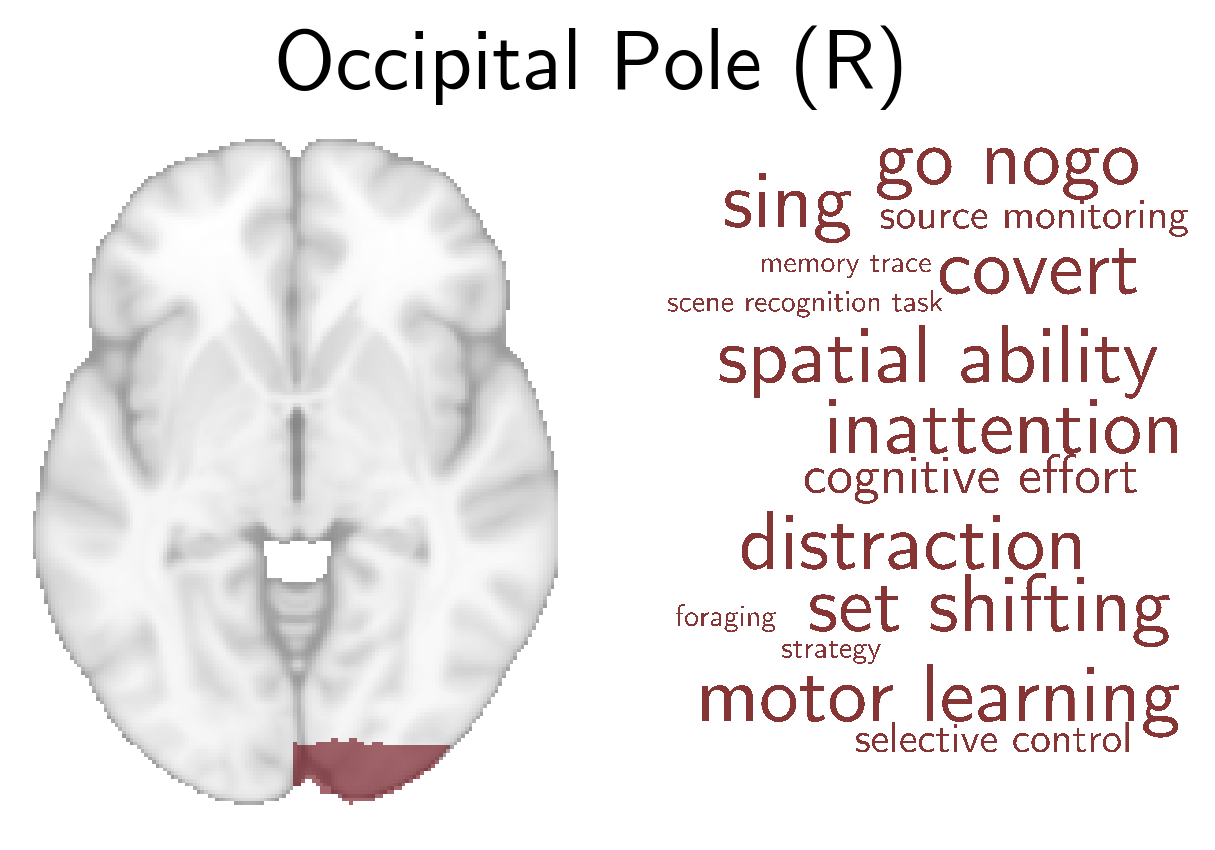 Occipital Pole (R)
go nogo
sing
source monitoring
memory trace
covert
scene recognition task
spatial ability
inattention
cognitive effort
distraction
set shifting
foraging
strategy
motor learning
selective control